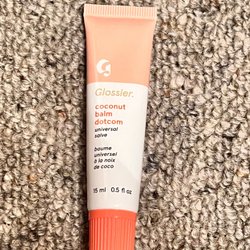 G
Glossier.
coconut
balm
dotcom
universal
salve
baume
universel
à la noix
de coco
15 ml 0.5 fl oz